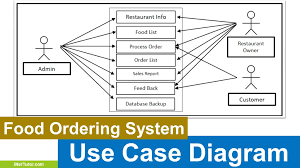 Restaurant Info
Food List
Process Order
Order List
Sales Report
Feed Back
Database Backup
Admin
Restaurant
Owner
Customer
Food Ordering System
Use Case Diagram